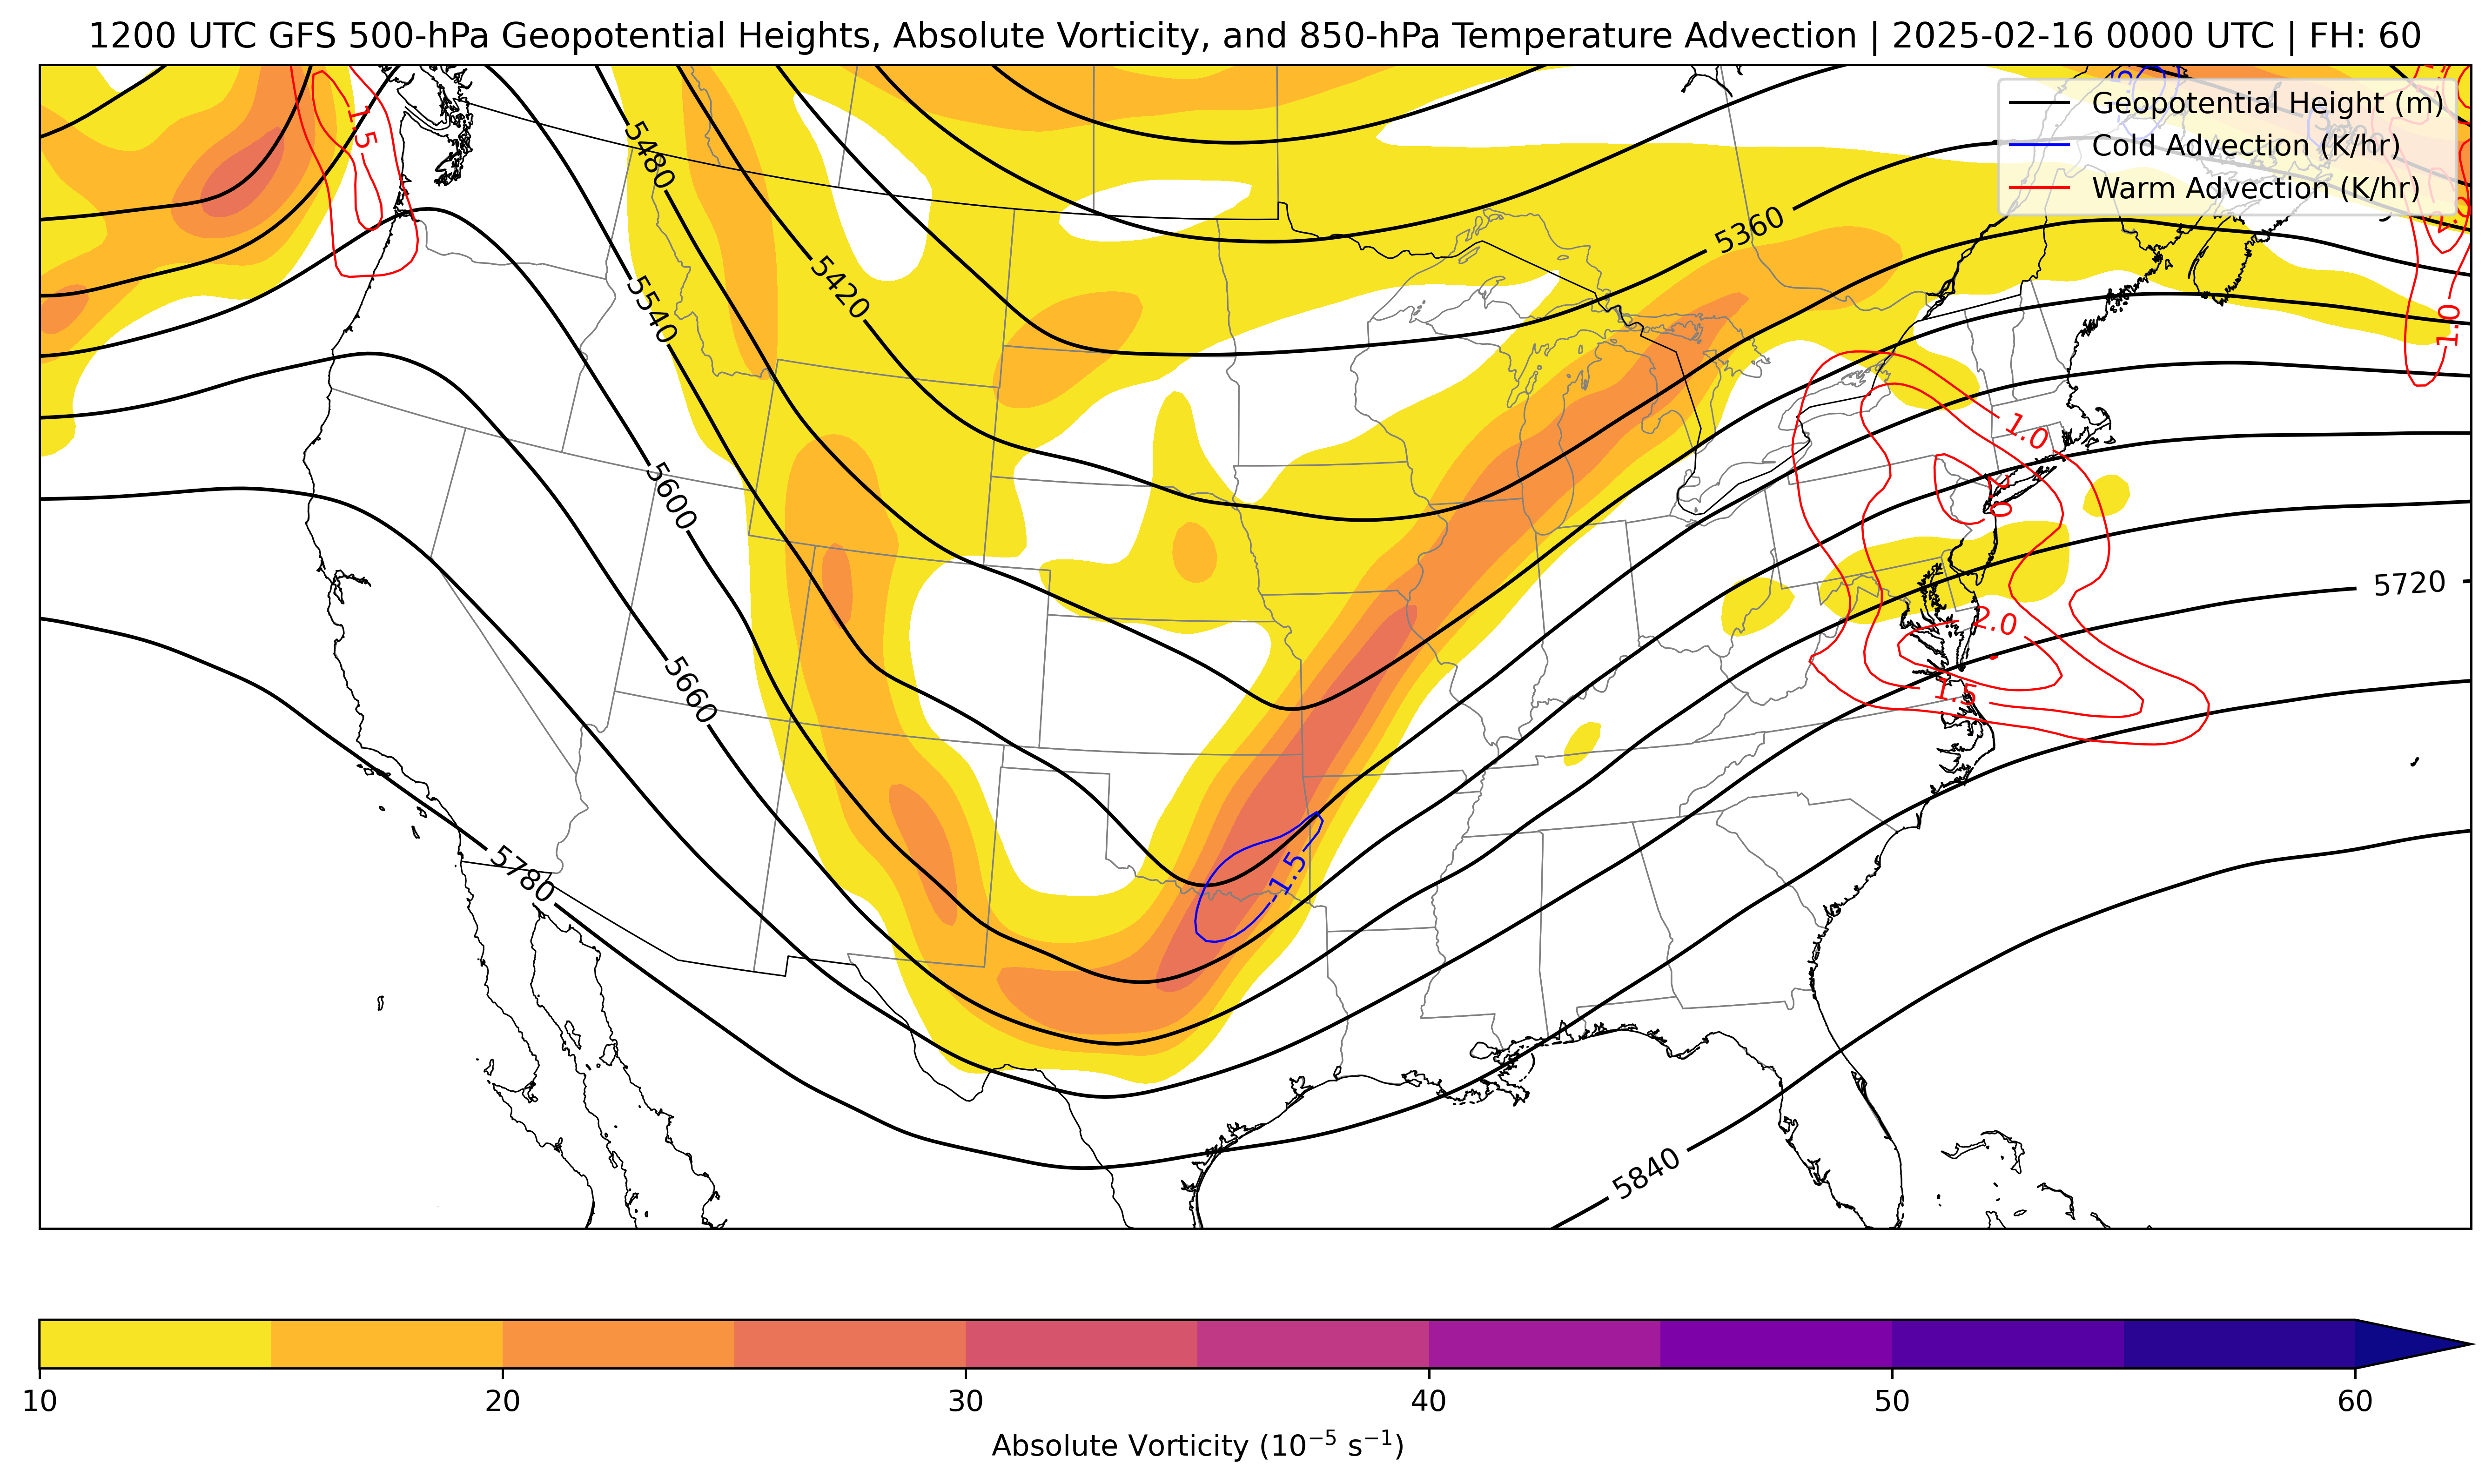 1200 UTC GFS 500-hPa Geopotential Heights, Absolute Vorticity, and 850-hPa Temperature Advection | 2025-02-16 0000 UTC | FH: 60
Geopotential Height (m)
Cold Advection (K/hr)
Warm Advection (K/hr)
1.5
5480
5360
5420
5540
1.0
1.0
5600
2.0
5720
2.0
5660
1.5
-1.5
5780
5840
10 20 30 40 50 60
Absolute Vorticity (10⁻⁵ s⁻¹)